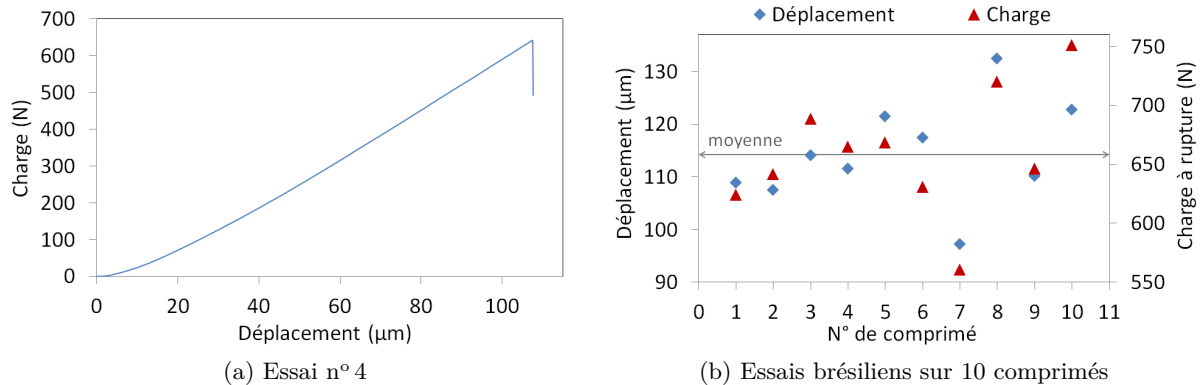 700
600
500
400
300
200
100
0
Charge (N)
0 20 40 60 80 100
Déplacement (µm)
(a) Essai nº 4
Déplacement Charge
130
120
110
100
90
Déplacement (µm)
moyenne
750
700
650
600
550
Charge à rupture (N)
0 1 2 3 4 5 6 7 8 9 10 11
N° de comprimé
(b) Essais brésiliens sur 10 comprimés